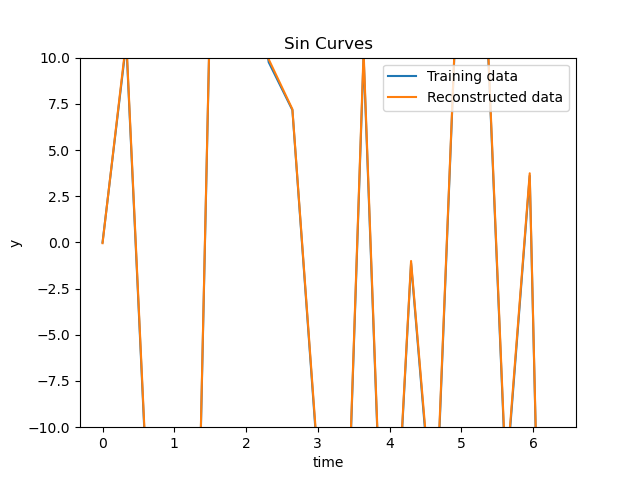 Sin Curves
Training data
Reconstructed data
10.0
7.5
5.0
2.5
0.0
−2.5
−5.0
−7.5
−10.0
y
0 1 2 3 4 5 6
time